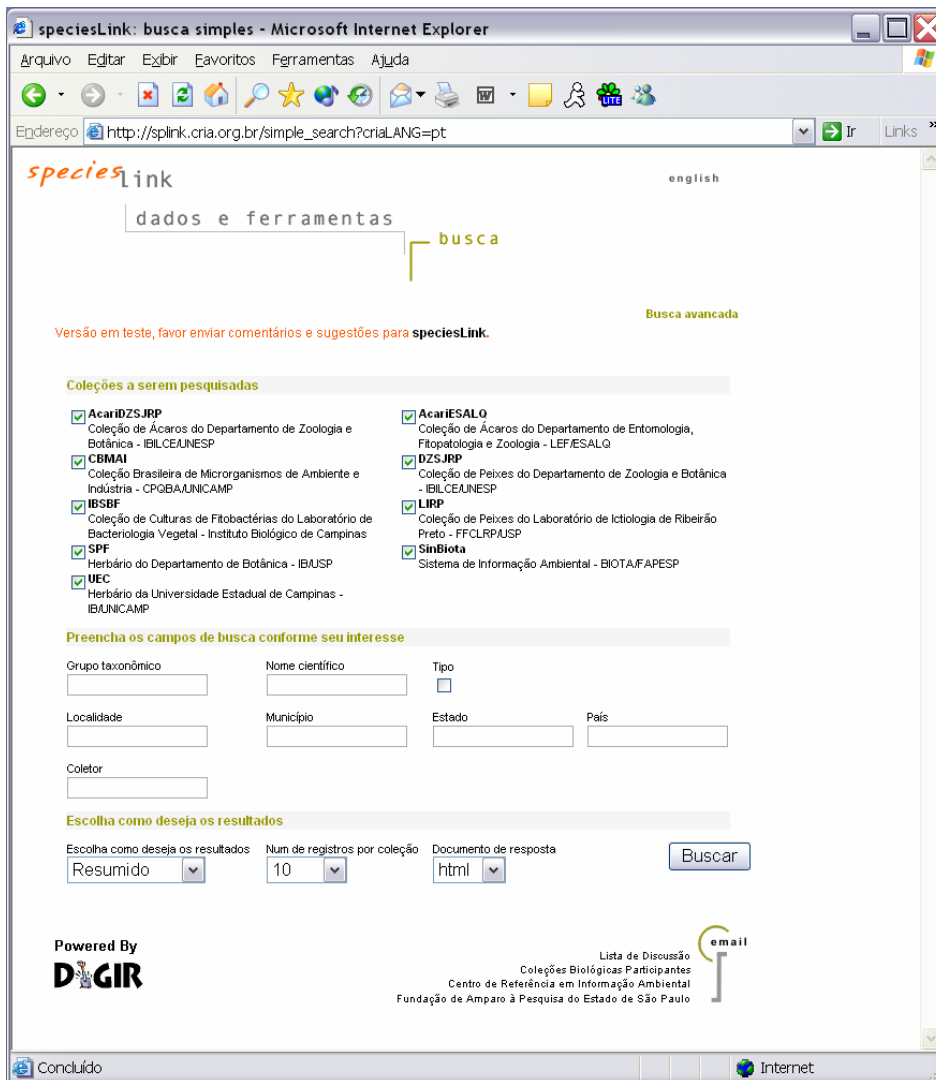 speciesLink: busca simples - Microsoft Internet Explorer
Arquivo Editar Exibir Favoritos Ferramentas Ajuda
LITE
Endereço http://splink.cria.org.br/simple_search?criaLANG=pt Ir Links »
species link
english
dados e ferramentas
busca
Busca avancada
Versão em teste, favor enviar comentários e sugestões para speciesLink.
Coleções a serem pesquisadas
AcariDZSJRP
Coleção de Ácaros do Departamento de Zoologia e
Botânica - IBILCE/UNESP
AcariESALQ
Coleção de Ácaros do Departamento de Entomologia,
Fitopatologia e Zoologia - LEF/ESALQ
CBMAI
Coleção Brasileira de Microrganismos de Ambiente e
Indústria - CPQBA/UNICAMP
DZSJRP
Coleção de Peixes do Departamento de Zoologia e Botânica
- IBILCE/UNESP
IBSBF
Coleção de Culturas de Fitobactérias do Laboratório de
Bacteriologia Vegetal - Instituto Biológico de Campinas
LIRP
Coleção de Peixes do Laboratório de Ictiologia de Ribeirão
Preto - FFCLRP/USP
SPF
Herbário do Departamento de Botânica - IB/USP
SinBiota
Sistema de Informação Ambiental - BIOTA/FAPESP
UEC
Herbário da Universidade Estadual de Campinas -
IB/UNICAMP
Preencha os campos de busca conforme seu interesse
Grupo taxonômico Nome científico Tipo
Localidade Município Estado País
Coletor
Escolha como deseja os resultados
Escolha como deseja os resultados Num de registros por coleção Documento de resposta
Resumido 10 html Buscar
Powered By
DiGIR
email
Lista de Discussão
Coleções Biológicas Participantes
Centro de Referência em Informação Ambiental
Fundação de Amparo à Pesquisa do Estado de São Paulo
Concluído Internet